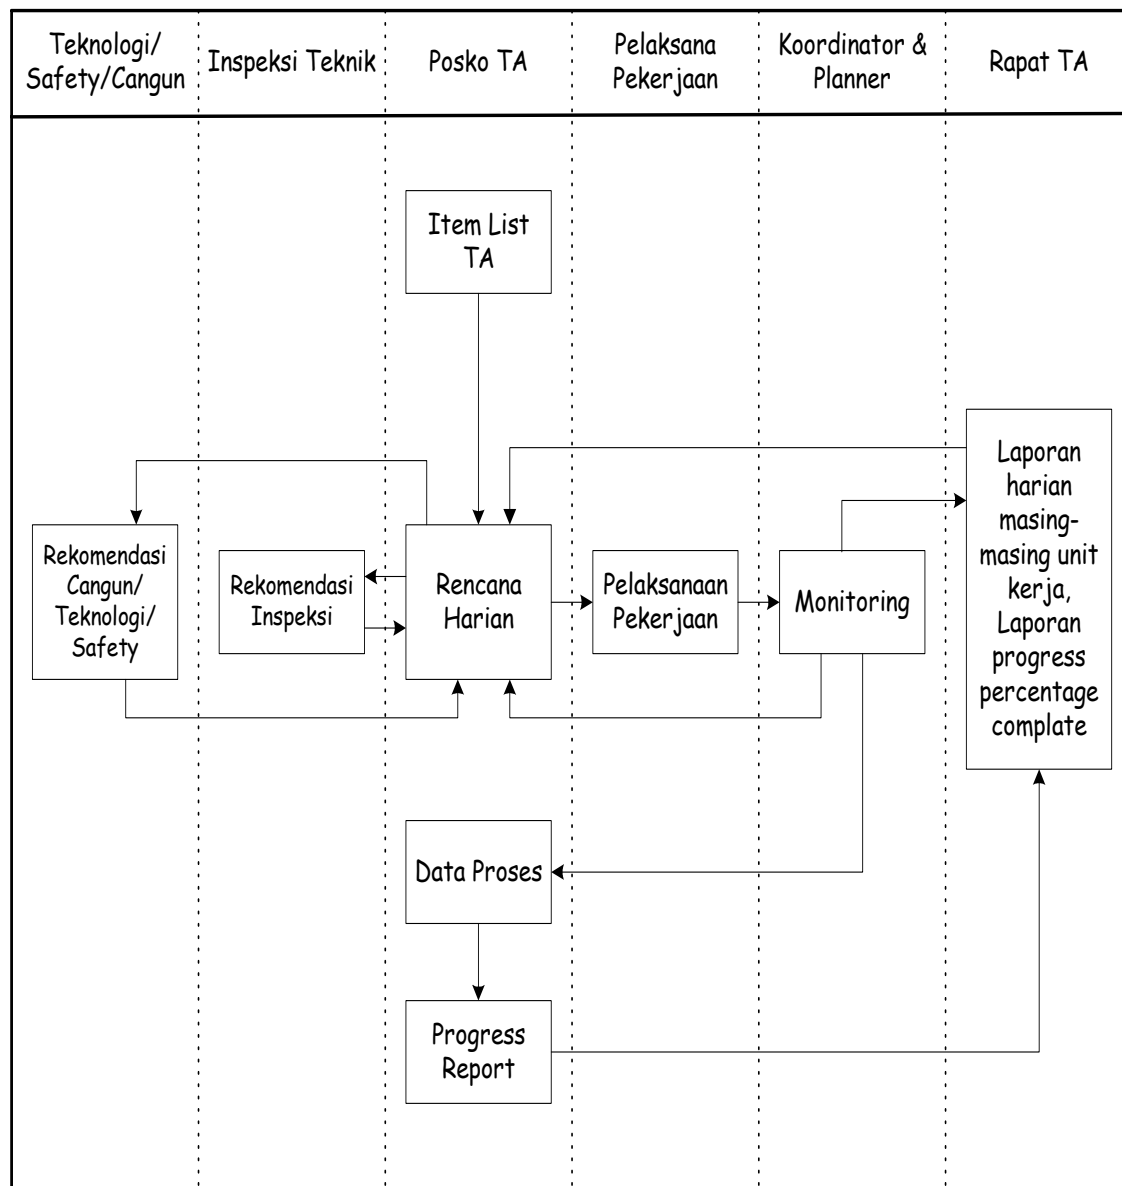 Teknologi/
Safety/Cangun
Inspeksi Teknik
Posko TA
Pelaksana
Pekerjaan
Koordinator &
Planner
Rapat TA
Item List
TA
Laporan
harian
masing-
masing unit
kerja,
Laporan
progress
percentage
complate
Rekomendasi
Cangun/
Teknologi/
Safety
Rekomendasi
Inspeksi
Rencana
Harian
Pelaksanaan
Pekerjaan
Monitoring
Data Proses
Progress
Report